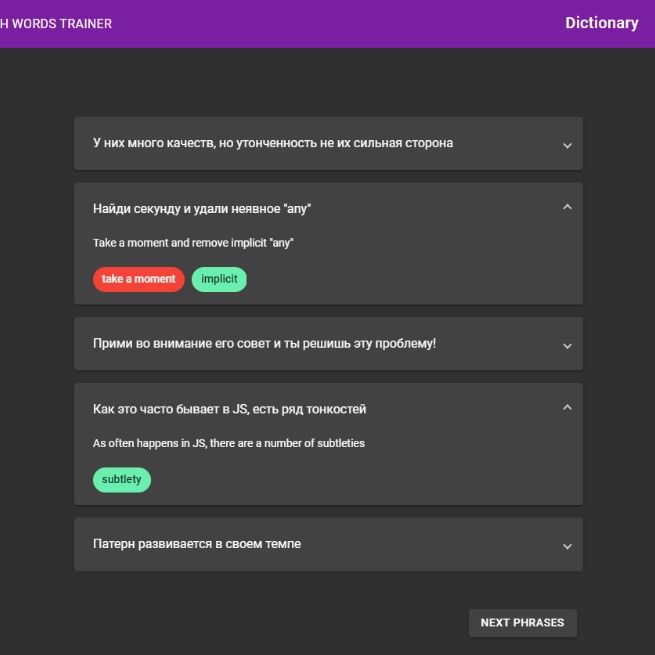 H WORDS TRAINER
Dictionary
У них много качеств, но утонченность не их сильная сторона
Найди секунду и удали неявное "any"
Take a moment and remove implicit "any"
take a moment implicit
Прими во внимание его совет и ты решишь эту проблему!
Как это часто бывает в JS, есть ряд тонкостей
As often happens in JS, there are a number of subtleties
subtlety
Патерн развивается в своем темпе
NEXT PHRASES